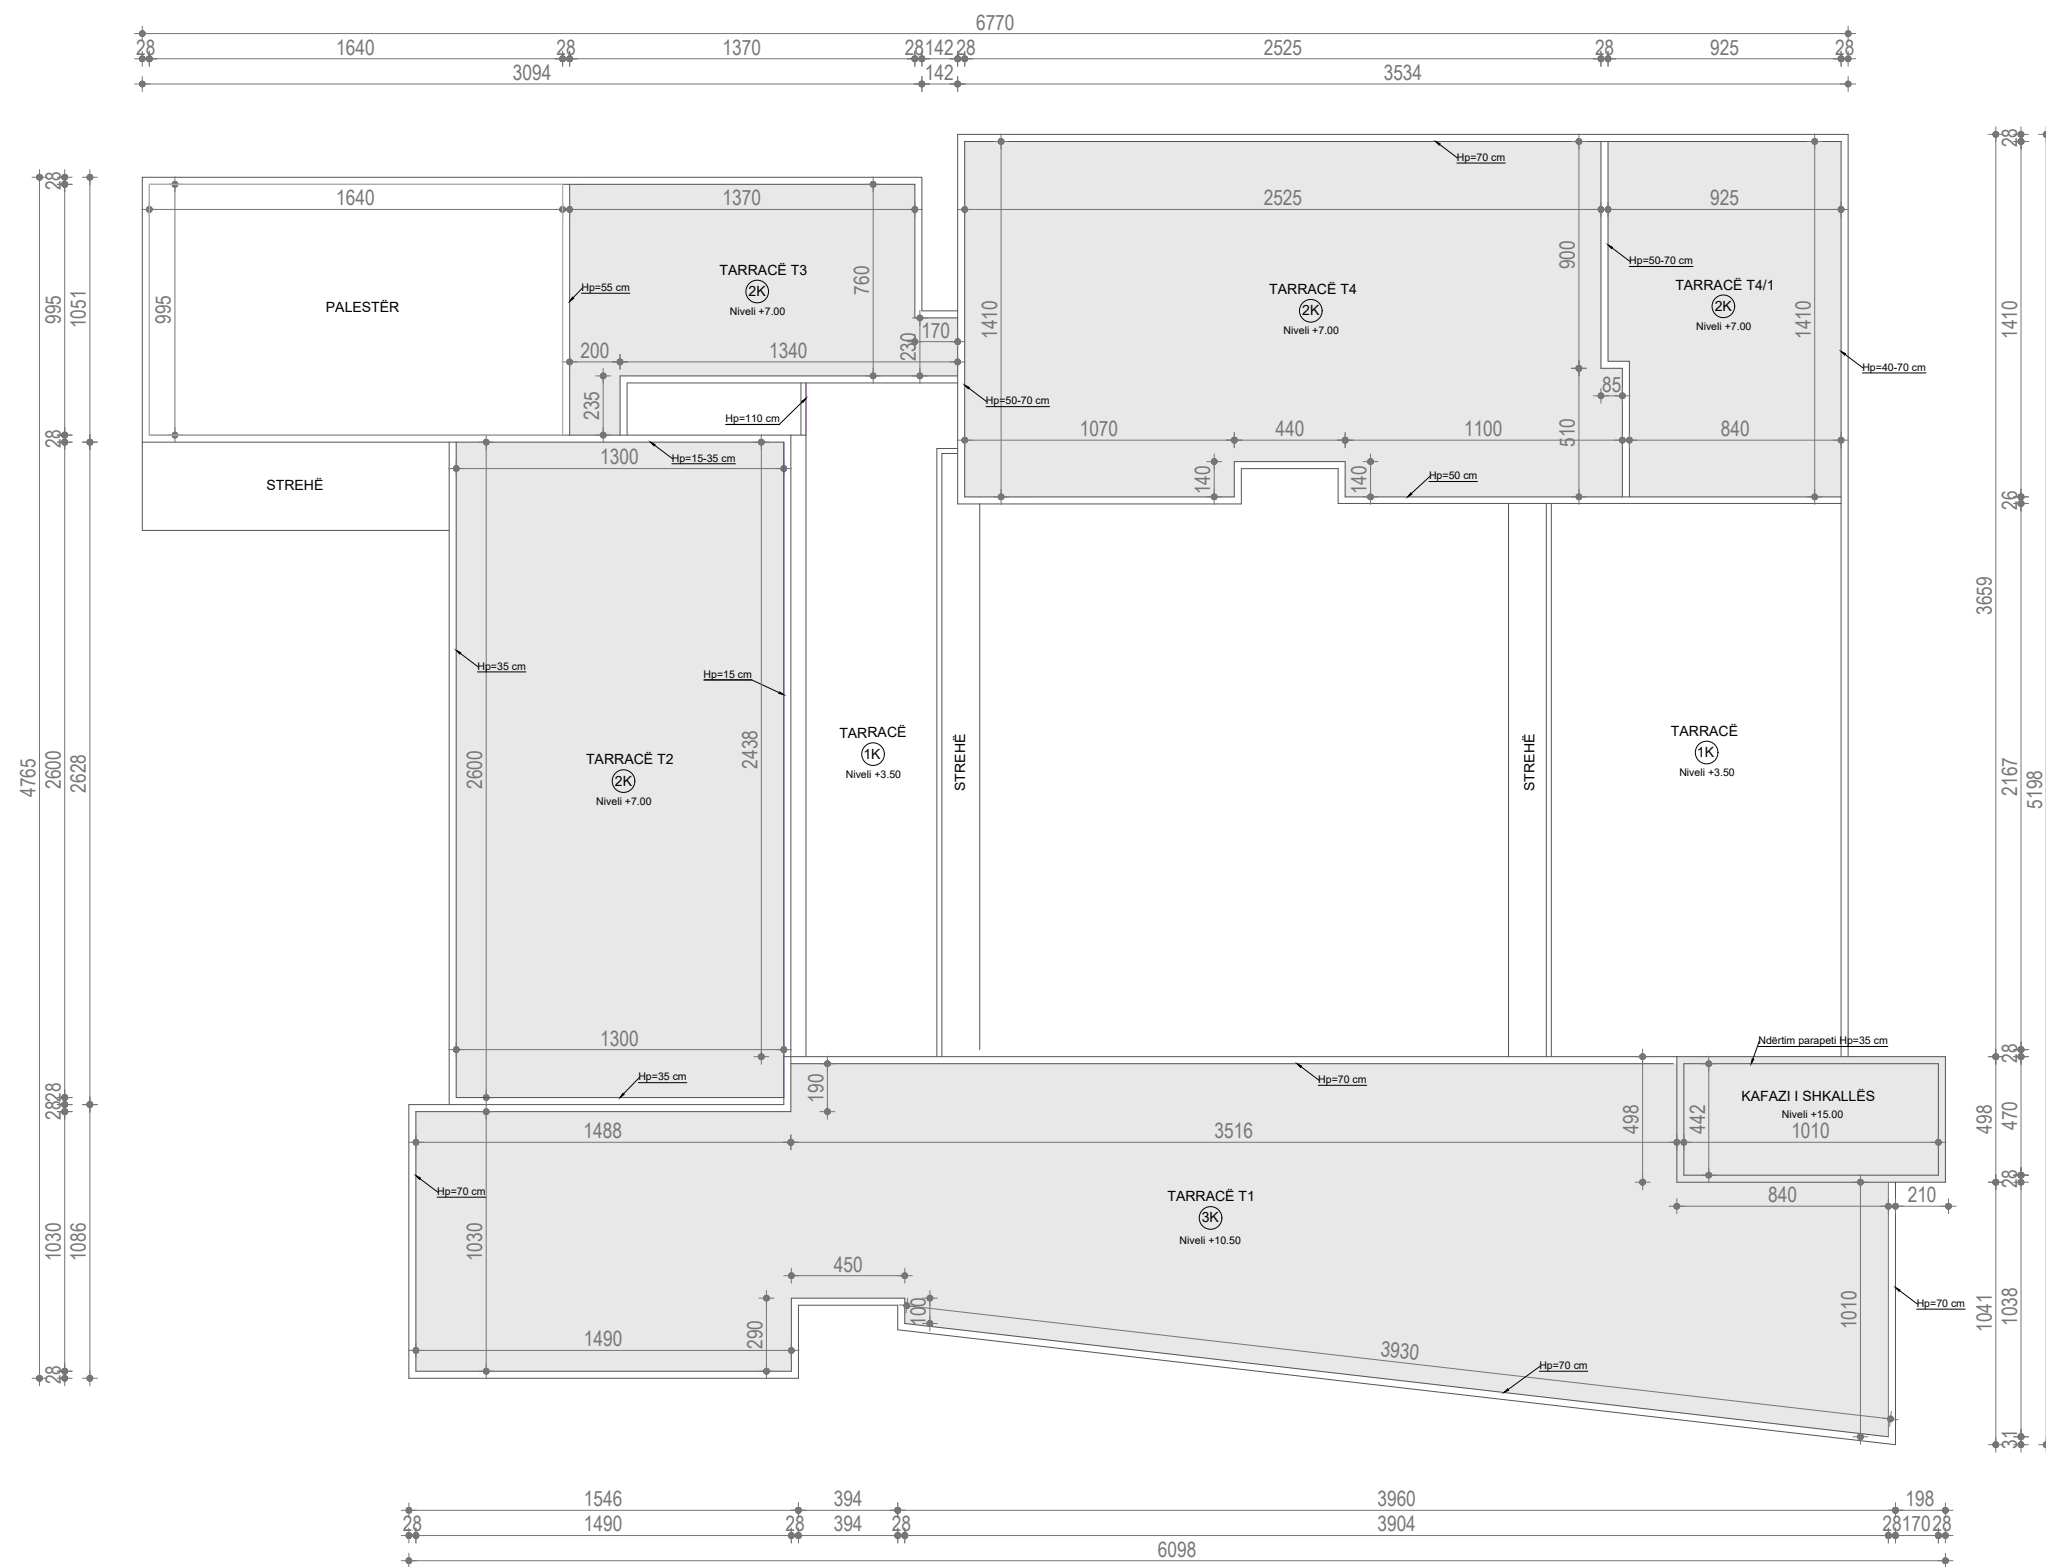 6770
28 1640 28 1370 28 142 28 2525 28 925 28
3094 142 3534
28
995
28
2600
28
28
1030
28
1051
2628
1086
4765
1640
1370
995
PALESTËR
STREHË
TARRACË T3
2K
Niveli +7.00
Hp=55 cm
760
170
230
200
1340
235
Hp=110 cm
2525
925
1410
900
510
1410
TARRACË T4
2K
Niveli +7.00
Hp=70 cm
Hp=50-70 cm
TARRACË T4/1
2K
Niveli +7.00
Hp=40-70 cm
Hp=50-70 cm
85
1070
440
1100
840
140
140
Hp=50 cm
1300
Hp=15-35 cm
Hp=35 cm
Hp=15 cm
2600
2438
TARRACË T2
2K
Niveli +7.00
1300
Hp=35 cm
TARRACË
1K
Niveli +3.50
STREHË
STREHË
TARRACË
1K
Niveli +3.50
190
Hp=70 cm
Ndërtim parapeti Hp=35 cm
KAFAZI I SHKALLËS
Niveli +15.00
1010
442
498
1488
3516
Hp=70 cm
TARRACË T1
3K
Niveli +10.50
840
210
1030
450
100
290
1490
3930
1010
Hp=70 cm
Hp=70 cm
28
1410
26
2167
28
470
28
1038
31
3659
498
1041
5198
1546 394 3960 198
28 1490 28 394 28 3904 28 170 28
6098